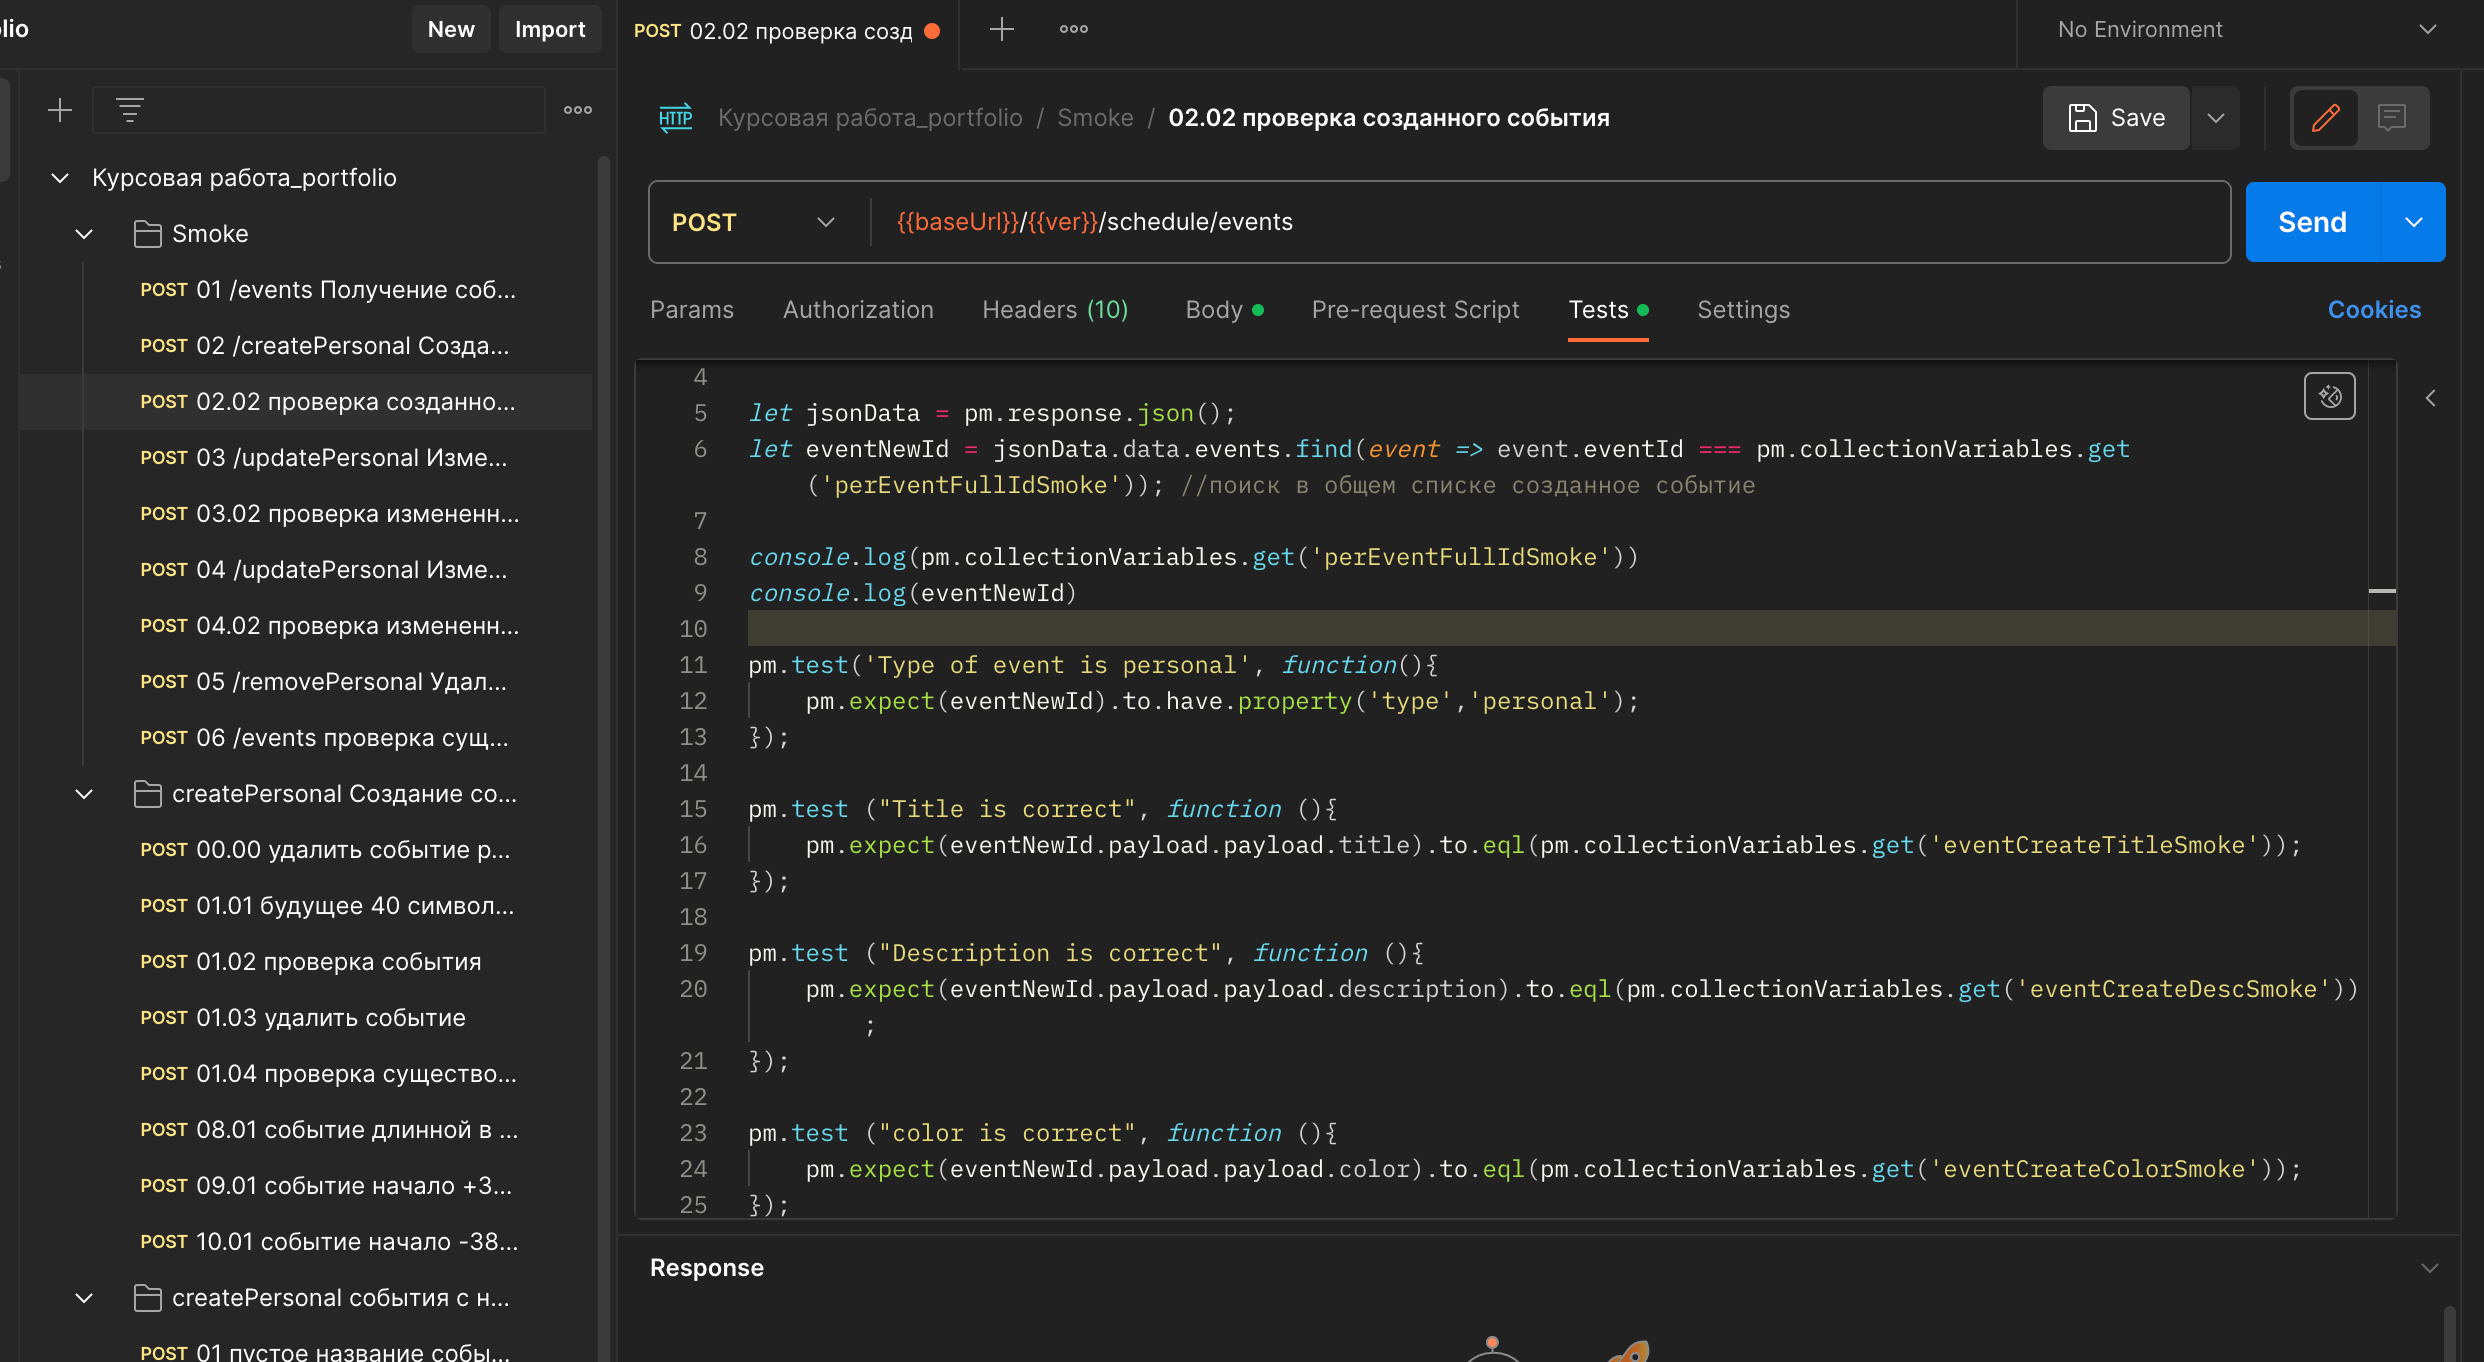 lio
New
Import
POST 02.02 проверка созд
No Environment
Курсовая работа_portfolio / Smoke / 02.02 проверка созданного события
Save
Курсовая работа_portfolio
Smoke
POST 01 /events Получение соб...
POST 02 /createPersonal Созда...
POST 02.02 проверка созданно...
POST 03 /updatePersonal Изме...
POST 03.02 проверка измененн...
POST 04 /updatePersonal Изме...
POST 04.02 проверка измененн...
POST 05 /removePersonal Удал...
POST 06 /events проверка сущ...
createPersonal Создание со...
POST 00.00 удалить событие р...
POST 01.01 будущее 40 символ...
POST 01.02 проверка события
POST 01.03 удалить событие
POST 01.04 проверка существо...
POST 08.01 событие длинной в ...
POST 09.01 событие начало +3...
POST 10.01 событие начало -38...
createPersonal события с н...
POST 01 пустое название собы...
POST
{{baseUrl}}/{{ver}}/schedule/events
Send
Params
Authorization
Headers (10)
Body
Pre-request Script
Tests
Settings
Cookies
4
5 let jsonData = pm.response.json();
6 let eventNewId = jsonData.data.events.find(event => event.eventId === pm.collectionVariables.get
('perEventFullIdSmoke')); //поиск в общем списке созданное событие
7
8 console.log(pm.collectionVariables.get('perEventFullIdSmoke'))
9 console.log(eventNewId)
10
11 pm.test('Type of event is personal', function(){
12 pm.expect(eventNewId).to.have.property('type','personal');
13 });
14
15 pm.test ("Title is correct", function (){
16 pm.expect(eventNewId.payload.payload.title).to.eql(pm.collectionVariables.get('eventCreateTitleSmoke'));
17 });
18
19 pm.test ("Description is correct", function (){
20 pm.expect(eventNewId.payload.payload.description).to.eql(pm.collectionVariables.get('eventCreateDescSmoke'))
;
21 });
22
23 pm.test ("color is correct", function (){
24 pm.expect(eventNewId.payload.payload.color).to.eql(pm.collectionVariables.get('eventCreateColorSmoke'));
25 });
Response